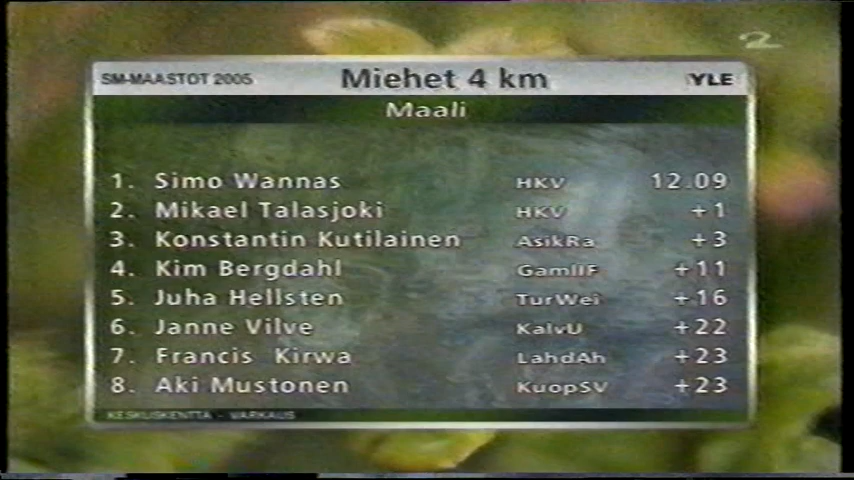 2
SM-MAASTOT 2005 Miehet 4 km YLE
Maali
1. Simo Wannas HKV 12.09
2. Mikael Talasjoki HKV +1
3. Konstantin Kutilainen AsikRa +3
4. Kim Bergdahl GamlIF +11
5. Juha Hellsten TurWei +16
6. Janne Vilve KalvU +22
7. Francis Kirwa LahdAh +23
8. Aki Mustonen KuopSV +23
KESKUSKENTTÄ - VARKAUS